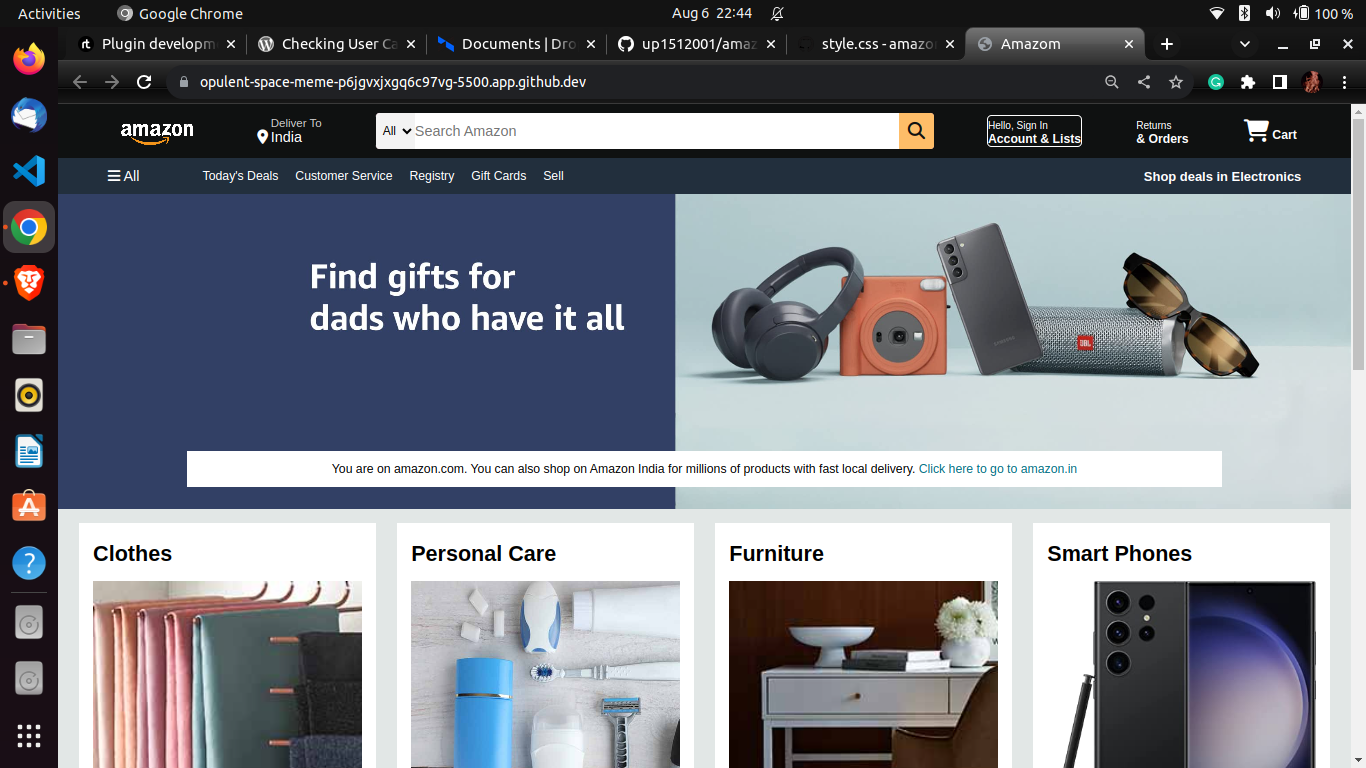 Activities Google Chrome Aug 6 22:44 100 %
Plugin developm Checking User Ca Documents | Dro up1512001/amaz style.css - amazo Amazom
opulent-space-meme-p6jgvxjxgq6c97vg-5500.app.github.dev
amazon
Deliver To
India
All Search Amazon
Hello, Sign In
Account & Lists
Returns
& Orders
Cart
All Today's Deals Customer Service Registry Gift Cards Sell Shop deals in Electronics
Find gifts for
dads who have it all
SAMSUNG
JBL
You are on amazon.com. You can also shop on Amazon India for millions of products with fast local delivery. Click here to go to amazon.in
Clothes Personal Care Furniture Smart Phones